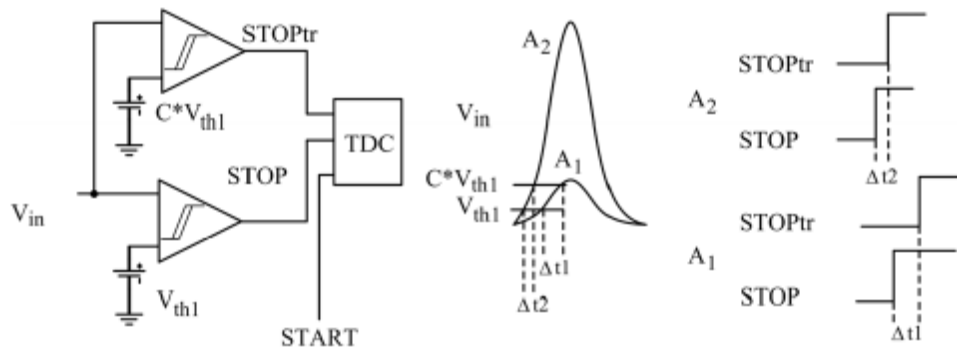 STOPtr
C*Vth1
TDC
STOP
Vin
Vth1
START
A2
Vin
A1
C*Vth1
Vth1
Δt1
Δt2
STOPtr
A2
STOP
Δt2
STOPtr
A1
STOP
Δt1